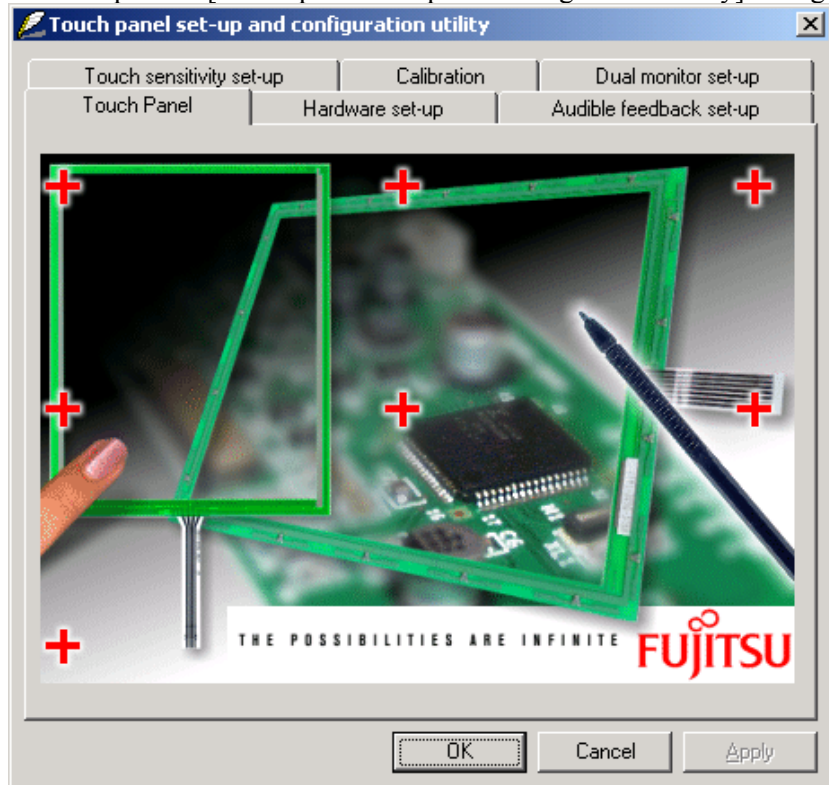 Touch panel set-up and configuration utility
Touch sensitivity set-up
Calibration
Dual monitor set-up
Touch Panel
Hardware set-up
Audible feedback set-up
THE POSSIBILITIES ARE INFINITE
FUJITSU
OK
Cancel
Apply